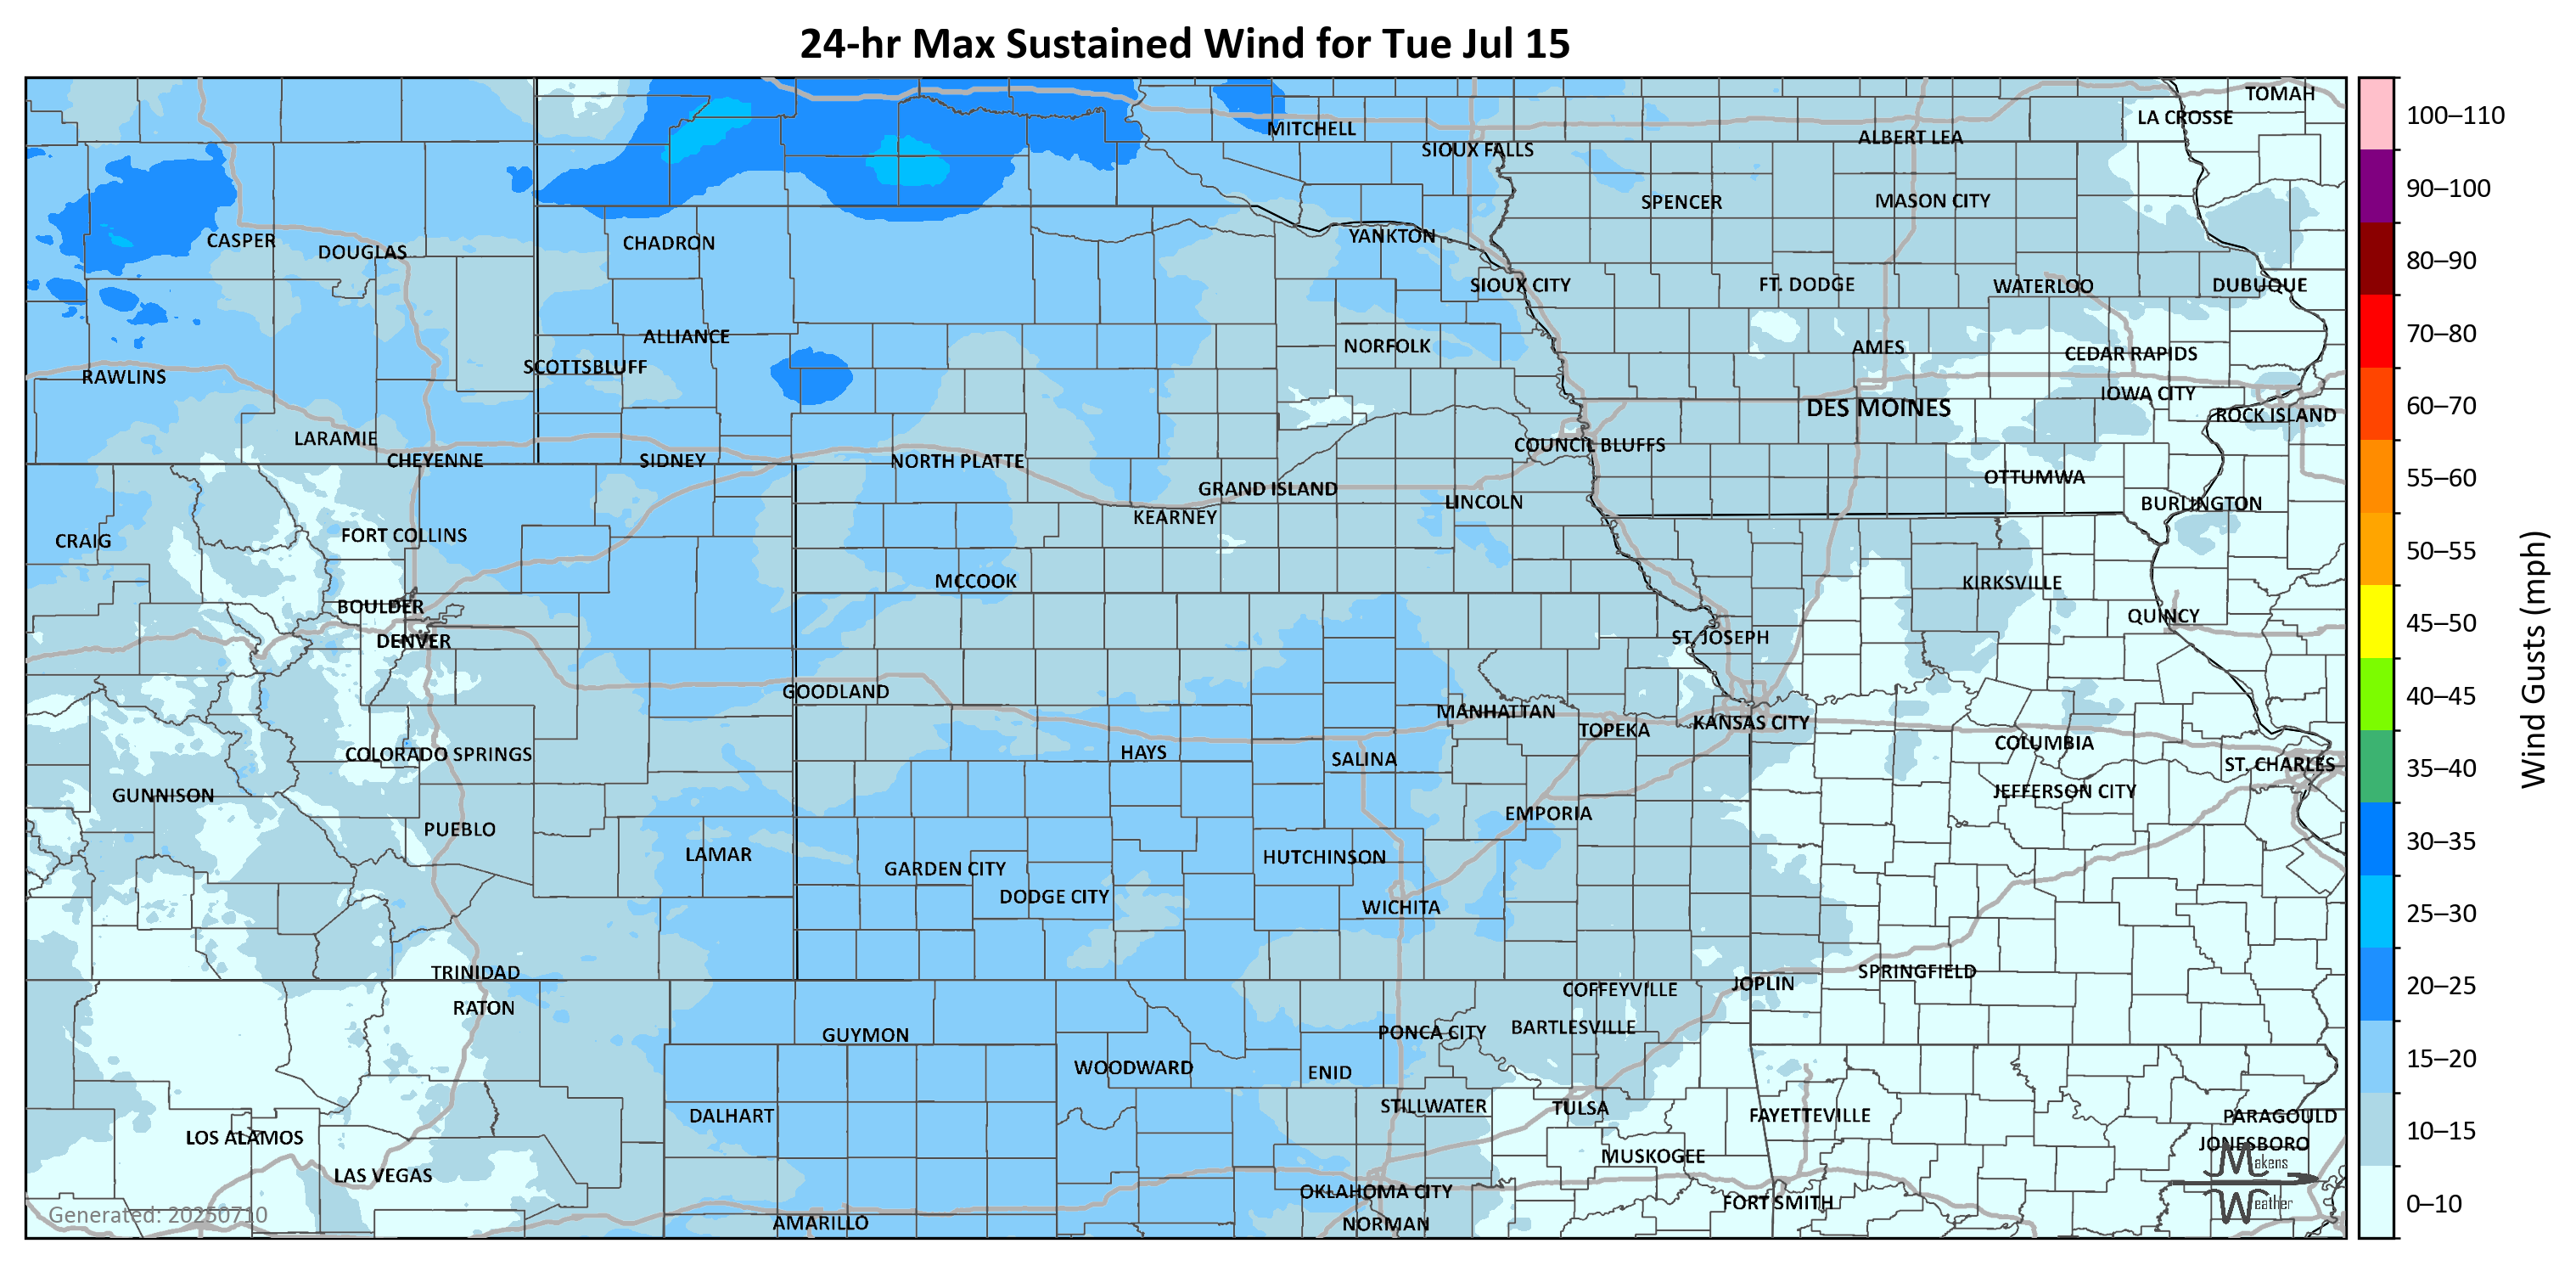 24-hr Max Sustained Wind for Tue Jul 15
TOMAH
LA CROSSE
MITCHELL
ALBERT LEA
SIOUX FALLS
SPENCER
MASON CITY
CASPER
DOUGLAS
CHADRON
YANKTON
SIOUX CITY
FT. DODGE
WATERLOO
DUBUQUE
ALLIANCE
NORFOLK
AMES
CEDAR RAPIDS
SCOTTSBLUFF
RAWLINS
IOWA CITY
DES MOINES
ROCK ISLAND
LARAMIE
COUNCIL BLUFFS
CHEYENNE
SIDNEY
NORTH PLATTE
OTTUMWA
GRAND ISLAND
LINCOLN
BURLINGTON
KEARNEY
CRAIG
FORT COLLINS
MCCOOK
KIRKSVILLE
BOULDER
QUINCY
DENVER
ST. JOSEPH
GOODLAND
MANHATTAN
TOPEKA
KANSAS CITY
COLORADO SPRINGS
HAYS
SALINA
COLUMBIA
ST. CHARLES
GUNNISON
JEFFERSON CITY
PUEBLO
EMPORIA
LAMAR
GARDEN CITY
HUTCHINSON
DODGE CITY
WICHITA
TRINIDAD
SPRINGFIELD
JOPLIN
RATON
COFFEYVILLE
GUYMON
PONCA CITY
BARTLESVILLE
WOODWARD
ENID
DALHART
STILLWATER
TULSA
FAYETTEVILLE
PARAGOULD
LOS ALAMOS
JONESBORO
LAS VEGAS
MUSKOGEE
OKLAHOMA CITY
FORT SMITH
AMARILLO
NORMAN
Generated: 20250710
Makens
Weather
100–110
90–100
80–90
70–80
60–70
55–60
50–55
45–50
40–45
35–40
30–35
25–30
20–25
15–20
10–15
0–10
Wind Gusts (mph)